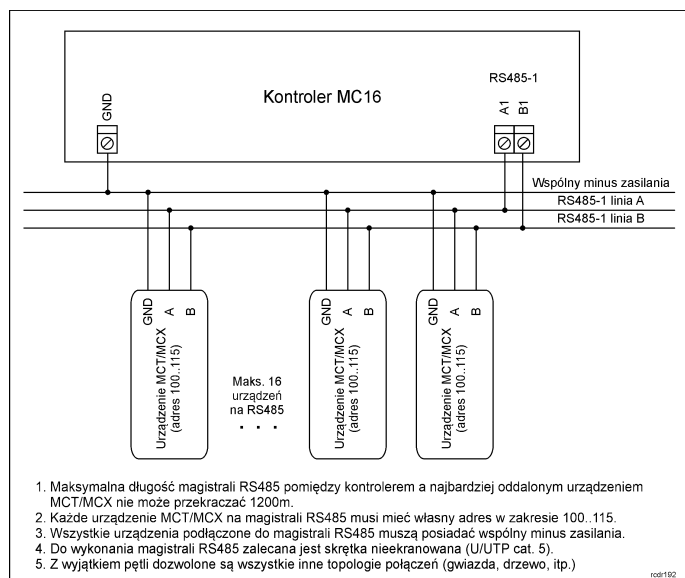 Kontroler MC16
RS485-1
GND
A1
B1
Wspólny minus zasilania
RS485-1 linia A
RS485-1 linia B
GND
A
B
Urządzenie MCT/MCX
(adres 100..115)
Maks. 16
urządzeń
na RS485
. . .
GND
A
B
Urządzenie MCT/MCX
(adres 100..115)
GND
A
B
Urządzenie MCT/MCX
(adres 100..115)
1. Maksymalna długość magistrali RS485 pomiędzy kontrolerem a najbardziej oddalonym urządzeniem
MCT/MCX nie może przekraczać 1200m.
2. Każde urządzenie MCT/MCX na magistrali RS485 musi mieć własny adres w zakresie 100..115.
3. Wszystkie urządzenia podłączone do magistrali RS485 muszą posiadać wspólny minus zasilania.
4. Do wykonania magistrali RS485 zalecana jest skrętka nieekranowana (U/UTP cat. 5).
5. Z wyjątkiem pętli dozwolone są wszystkie inne topologie połączeń (gwiazda, drzewo, itp.)
rcdr192